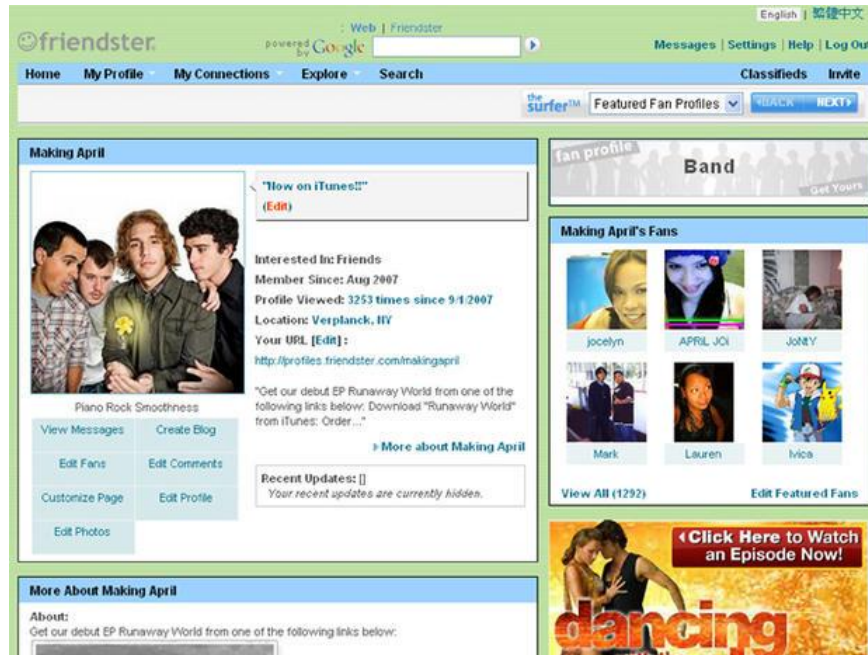 English | 繁體中文
: Web | Friendster
friendster.
powered by Google
Messages | Settings | Help | Log Out
Home My Profile My Connections Explore Search Classifieds Invite
the surfer™ Featured Fan Profiles BACK NEXT
Making April
"Now on iTunes!!"
(Edit)
Interested In: Friends
Member Since: Aug 2007
Profile Viewed: 3253 times since 9/1/2007
Location: Verplanck, NY
Your URL [Edit] :
http://profiles.friendster.com/makingapril
"Get our debut EP Runaway World from one of the
following links below: Download "Runaway World"
from iTunes: Order..."
More about Making April
Recent Updates: []
Your recent updates are currently hidden.
Piano Rock Smoothness
View Messages Create Blog
Edit Fans Edit Comments
Customize Page Edit Profile
Edit Photos
More About Making April
About:
Get our debut EP Runaway World from one of the following links below:
fan profile
Band
Get Yours
Making April's Fans
jocelyn APRiL JOi JoNtY
Mark Lauren Ivica
View All (1292) Edit Featured Fans
Click Here to Watch
an Episode Now!
dancing